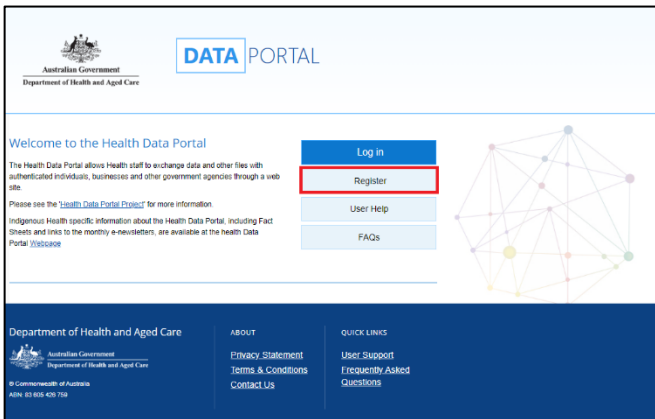 Australian Government
Department of Health and Aged Care
DATA PORTAL
Welcome to the Health Data Portal
The Health Data Portal allows Health staff to exchange data and other files with
authenticated individuals, businesses and other government agencies through a web
site.
Please see the 'Health Data Portal Project' for more information.
Indigenous Health specific information about the Health Data Portal, including Fact
Sheets and links to the monthly e-newsletters, are available at the health Data
Portal Webpage
Log in
Register
User Help
FAQs
Department of Health and Aged Care
Australian Government
Department of Health and Aged Care
© Commonwealth of Australia
ABN: 83 605 426 759
ABOUT
Privacy Statement
Terms & Conditions
Contact Us
QUICK LINKS
User Support
Frequently Asked
Questions